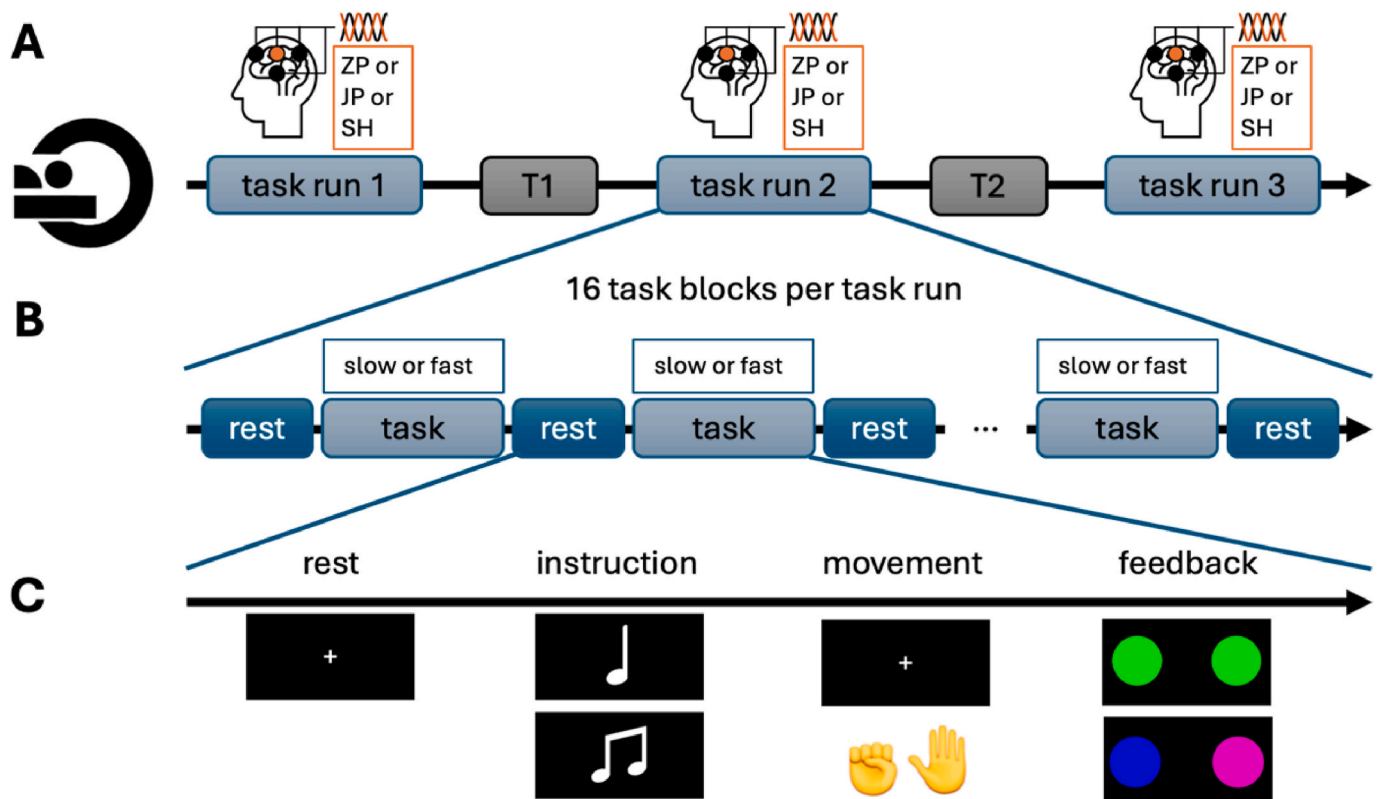 A
ZP or
JP or
SH
ZP or
JP or
SH
ZP or
JP or
SH
task run 1
T1
task run 2
T2
task run 3
16 task blocks per task run
B
slow or fast
slow or fast
slow or fast
rest
task
rest
task
rest
...
task
rest
rest
instruction
movement
feedback
C
+
+